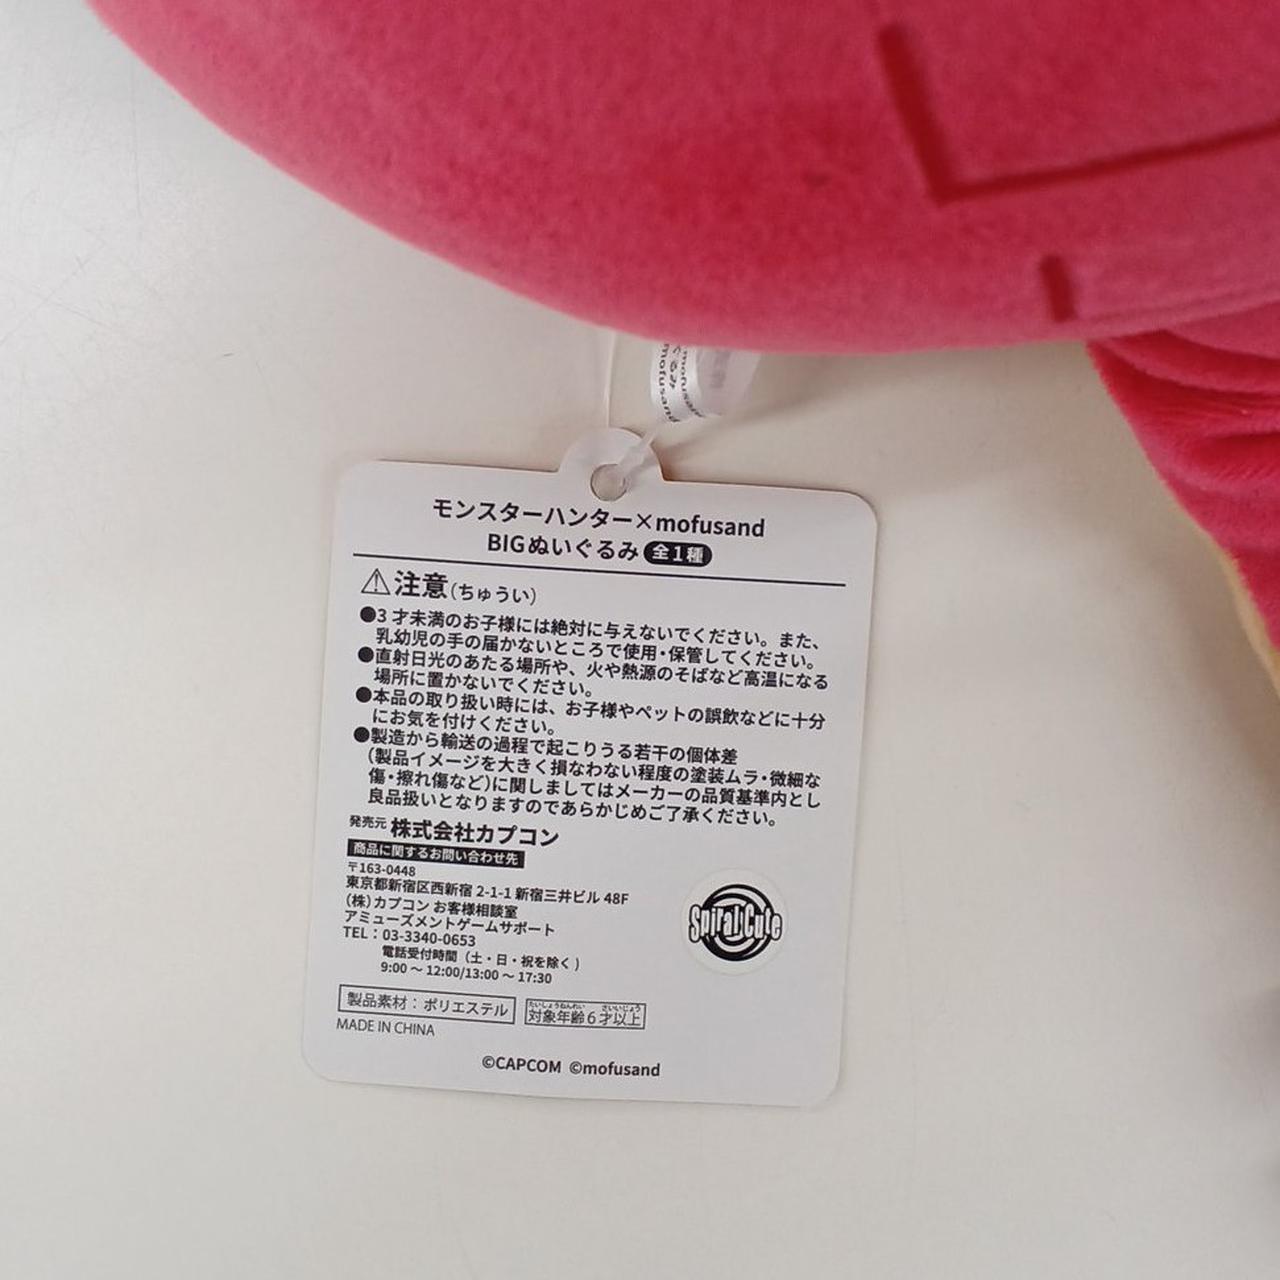 モンスターハンター×mofusand
BIGぬいぐるみ 全1種
⚠注意(ちゅうい)
●3才未満のお子様には絶対に与えないでください。また、
乳幼児の手の届かないところで使用・保管してください。
●直射日光のあたる場所や、火や熱源のそばなど高温になる
場所に置かないでください。
●本品の取り扱い時には、お子様やペットの誤飲などに十分
にお気を付けください。
●製造から輸送の過程で起こりうる若干の個体差
(製品イメージを大きく損なわない程度の塗装ムラ・微細な
傷・擦れ傷など)に関しましてはメーカーの品質基準内とし
良品扱いとなりますのであらかじめご了承ください。
発売元 株式会社カプコン
商品に関するお問い合わせ先
〒163-0448
東京都新宿区西新宿 2-1-1 新宿三井ビル 48F
(株)カプコン お客様相談室
アミューズメントゲームサポート
TEL：03-3340-0653
電話受付時間（土・日・祝を除く）
9:00 〜 12:00/13:00 〜 17:30
Spiral Cute
製品素材：ポリエステル
たいしょうねんれい さいいじょう
対象年齢6才以上
MADE IN CHINA
©CAPCOM ©mofusand